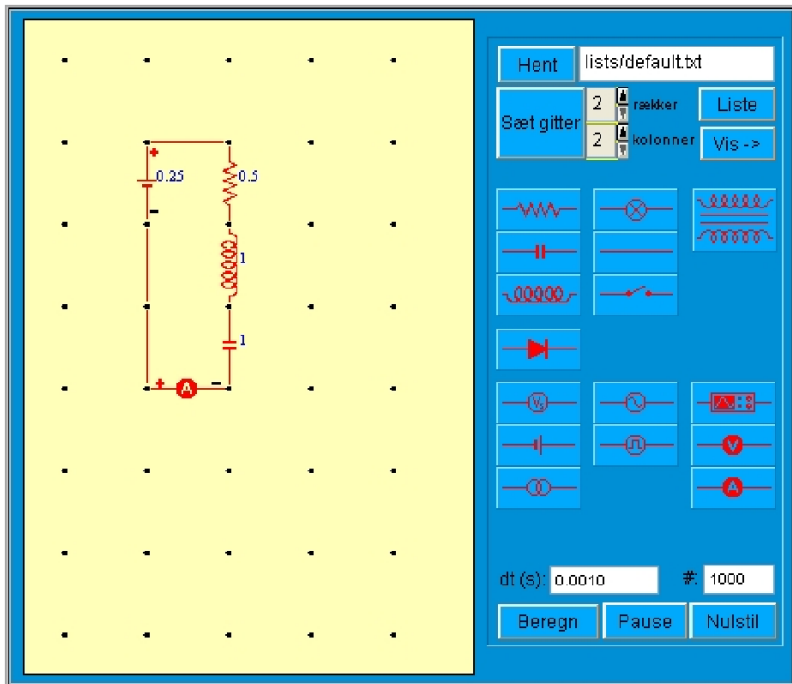 Hent lists/default.txt
Sæt gitter 2 rækker Liste
2 kolonner Vis ->
+
0.25 0.5
-
1
1
+ A -
Vs
V
A
dt (s): 0.0010 #: 1000
Beregn Pause Nulstil